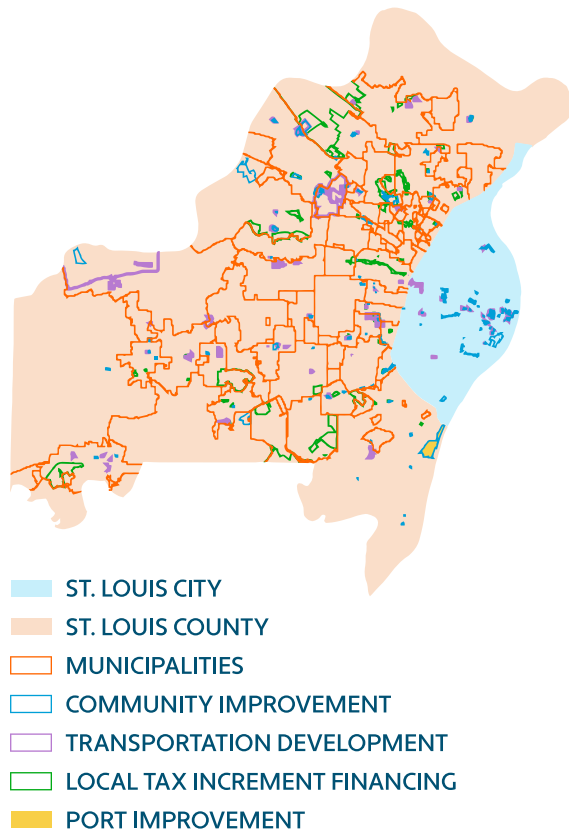 ST. LOUIS CITY
ST. LOUIS COUNTY
MUNICIPALITIES
COMMUNITY IMPROVEMENT
TRANSPORTATION DEVELOPMENT
LOCAL TAX INCREMENT FINANCING
PORT IMPROVEMENT